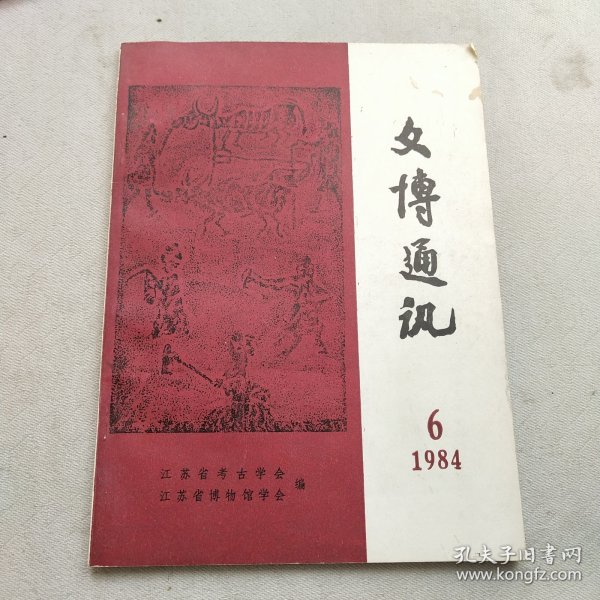 文博通讯
6
1984
江苏省考古学会
江苏省博物馆学会
编
孔夫子旧书网
www.kongfz.com